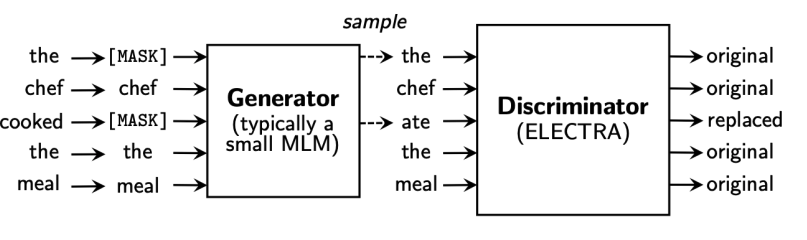 sample
the [MASK] the original
chef chef chef original
cooked [MASK] ate replaced
the the the original
meal meal meal original
Generator
(typically a
small MLM)
Discriminator
(ELECTRA)